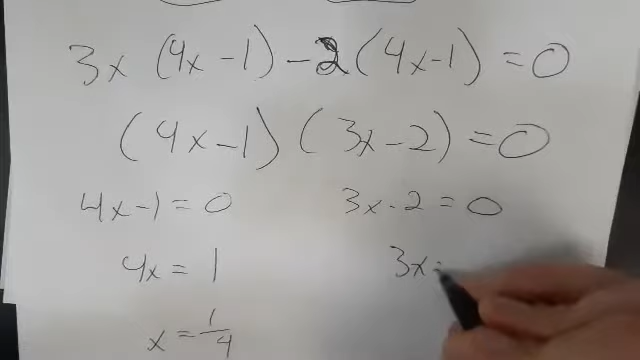 3x (4x-1) -2(4x-1) =0
(4x-1) (3x-2) =0
4x-1=0 3x-2=0
4x=1 3x=
x=1/4